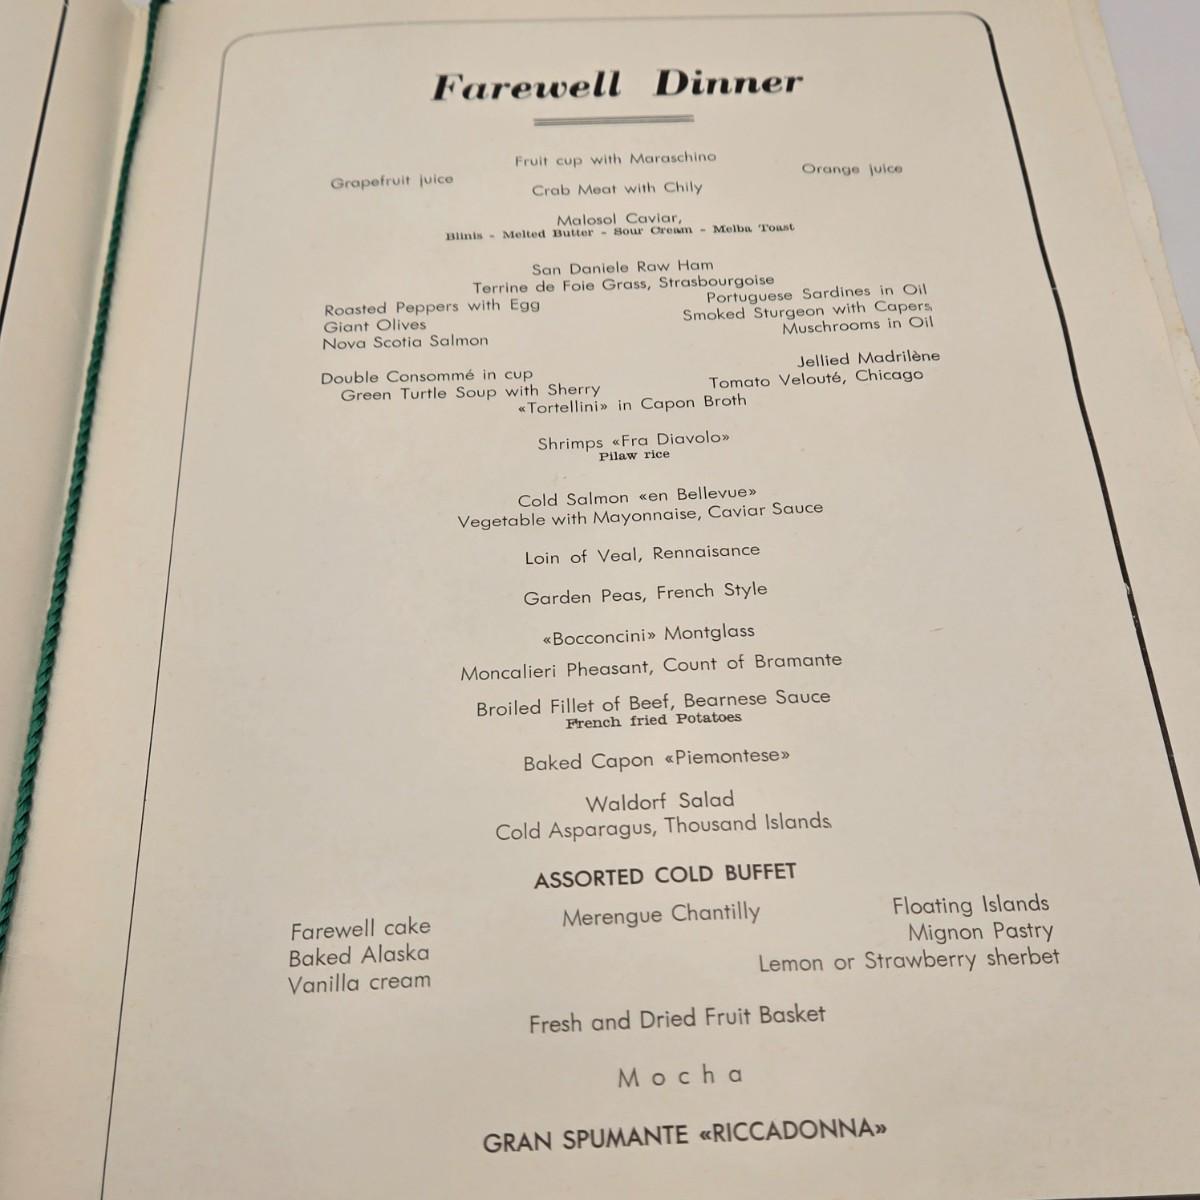 Farewell Dinner
Fruit cup with Maraschino
Grapefruit juice
Orange juice
Crab Meat with Chily
Malosol Caviar,
Blinis - Melted Butter - Sour Cream - Melba Toast
San Daniele Raw Ham
Terrine de Foie Grass, Strasbourgoise
Roasted Peppers with Egg
Portuguese Sardines in Oil
Giant Olives
Smoked Sturgeon with Capers
Nova Scotia Salmon
Muschrooms in Oil
Double Consommé in cup
Jellied Madrilène
Green Turtle Soup with Sherry
Tomato Velouté, Chicago
«Tortellini» in Capon Broth
Shrimps «Fra Diavolo»
Pilaw rice
Cold Salmon «en Bellevue»
Vegetable with Mayonnaise, Caviar Sauce
Loin of Veal, Rennaisance
Garden Peas, French Style
«Bocconcini» Montglass
Moncalieri Pheasant, Count of Bramante
Broiled Fillet of Beef, Bearnese Sauce
French fried Potatoes
Baked Capon «Piemontese»
Waldorf Salad
Cold Asparagus, Thousand Islands
ASSORTED COLD BUFFET
Farewell cake
Merengue Chantilly
Floating Islands
Baked Alaska
Mignon Pastry
Vanilla cream
Lemon or Strawberry sherbet
Fresh and Dried Fruit Basket
Mocha
GRAN SPUMANTE «RICCADONNA»